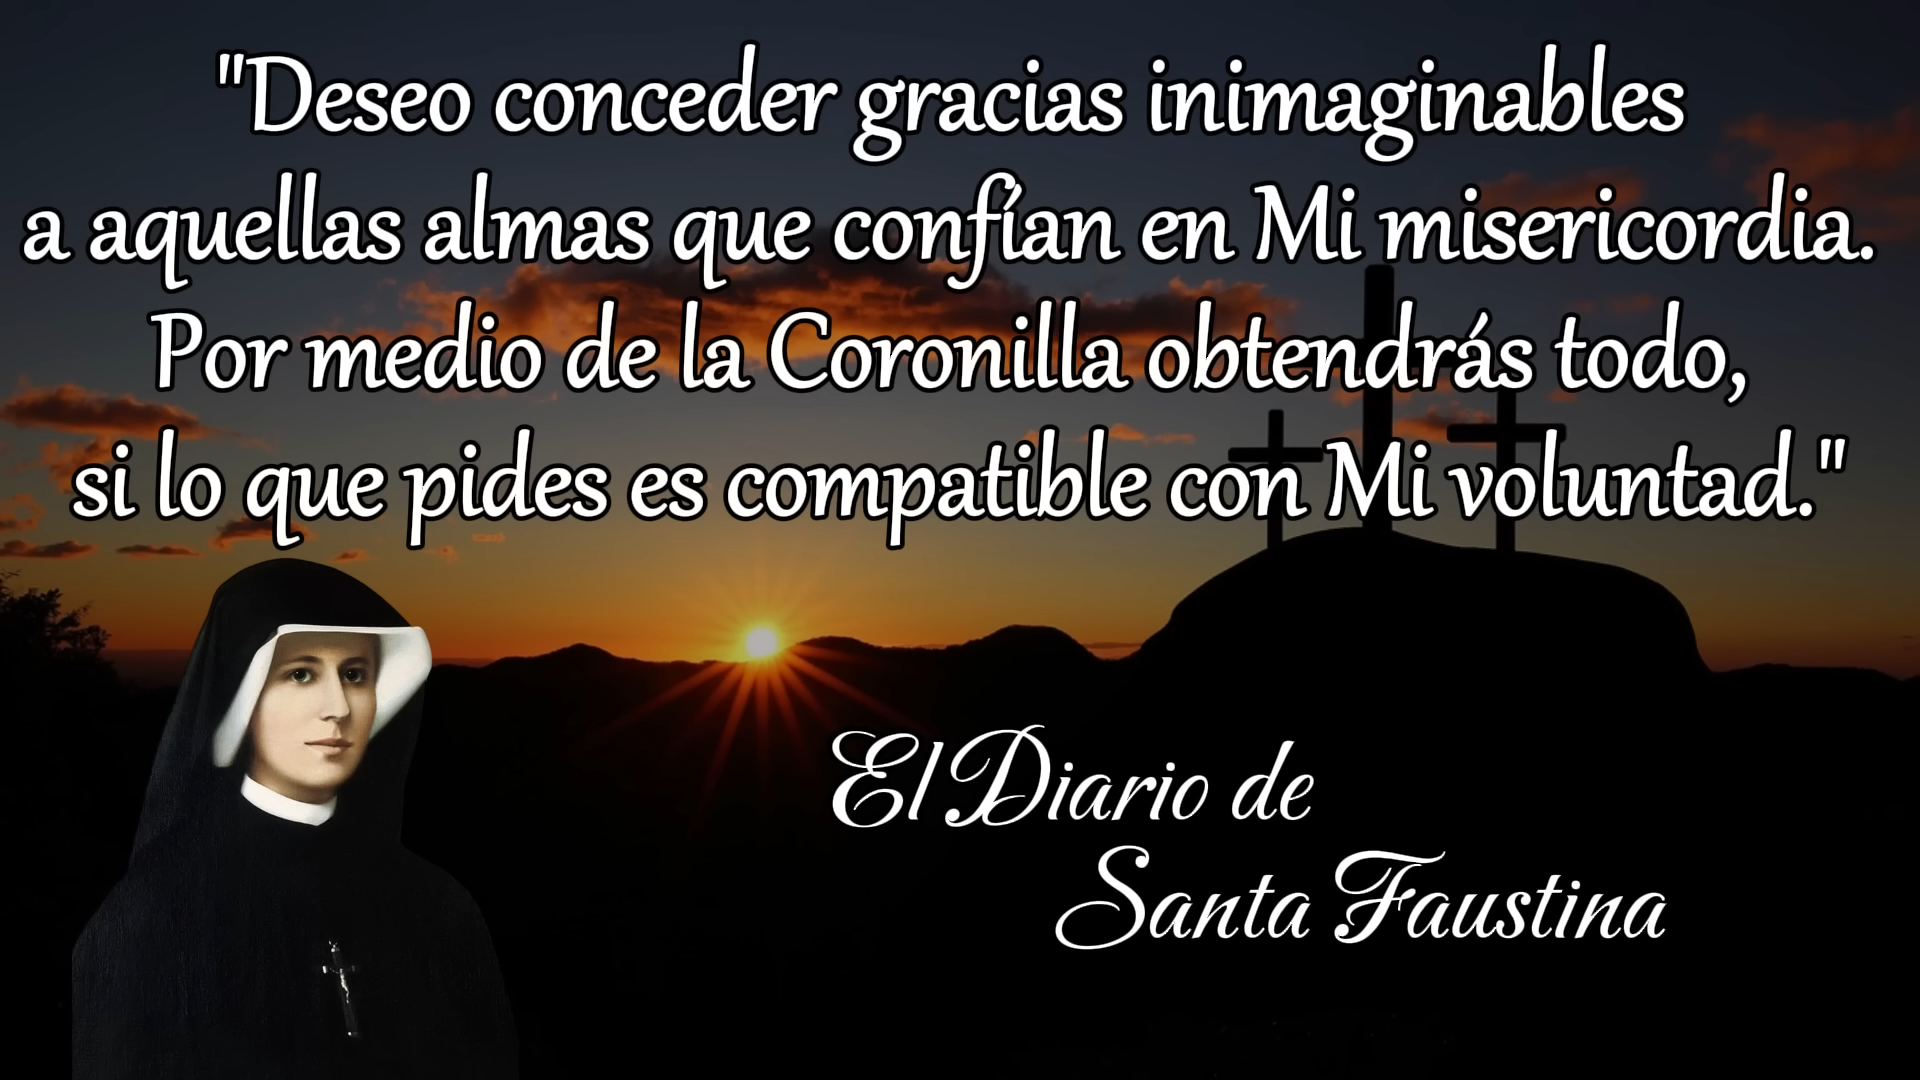 "Deseo conceder gracias inimaginables
a aquellas almas que confían en Mi misericordia.
Por medio de la Coronilla obtendrás todo,
si lo que pides es compatible con Mi voluntad."
El Diario de
Santa Faustina